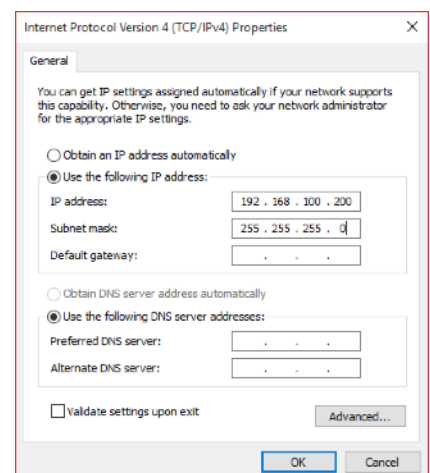 Internet Protocol Version 4 (TCP/IPv4) Properties
General
You can get IP settings assigned automatically if your network supports
this capability. Otherwise, you need to ask your network administrator
for the appropriate IP settings.
Obtain an IP address automatically
Use the following IP address:
IP address: 192 . 168 . 100 . 200
Subnet mask: 255 . 255 . 255 . 0
Default gateway: . . .
Obtain DNS server address automatically
Use the following DNS server addresses:
Preferred DNS server: . . .
Alternate DNS server: . . .
Validate settings upon exit
Advanced...
OK Cancel